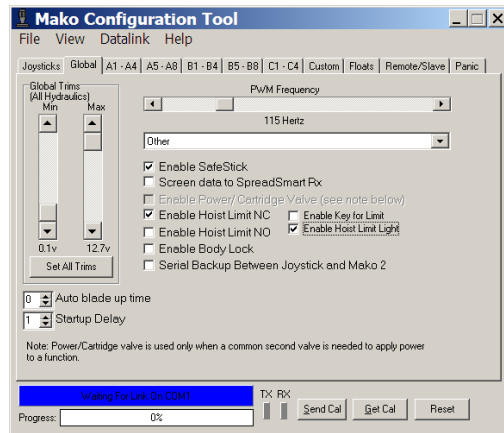 Mako Configuration Tool
File View Datalink Help
Joysticks Global A1 - A4 A5 - A8 B1 - B4 B5 - B8 C1 - C4 Custom Floats Remote/Slave Panic
Global Trims
(All Hydraulics)
Min Max
0.1v 12.7v
Set All Trims
PWM Frequency
115 Hertz
Other
Enable SafeStick
Screen data to SpreadSmart Rx
Enable Power/ Cartridge Valve (see note below)
Enable Hoist Limit NC Enable Key for Limit
Enable Hoist Limit NO Enable Hoist Limit Light
Enable Body Lock
Serial Backup Between Joystick and Mako 2
0 Auto blade up time
1 Startup Delay
Note: Power/Cartridge valve is used only when a common second valve is needed to apply power
to a function.
Waiting For Link On COM1 TX RX
Send Cal Get Cal Reset
Progress: 0%